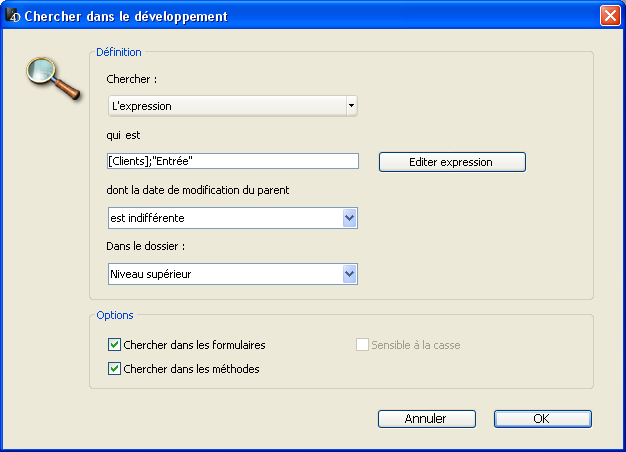 Chercher dans le développement
Définition
Chercher :
L'expression
qui est
[Clients];"Entrée"
Editer expression
dont la date de modification du parent
est indifférente
Dans le dossier :
Niveau supérieur
Options
Chercher dans les formulaires
Sensible à la casse
Chercher dans les méthodes
Annuler
OK